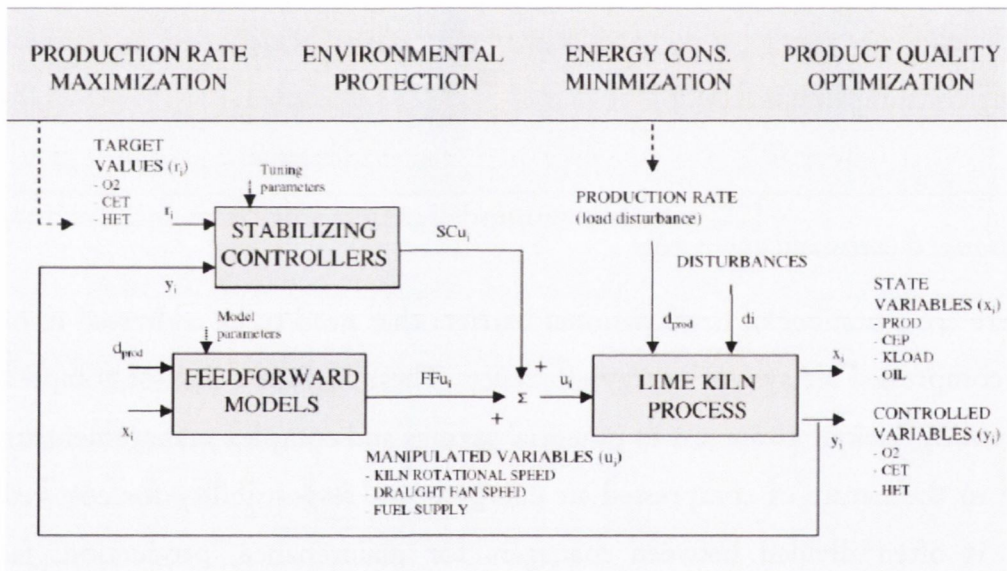 PRODUCTION RATE MAXIMIZATION
ENVIRONMENTAL PROTECTION
ENERGY CONS. MINIMIZATION
PRODUCT QUALITY OPTIMIZATION
TARGET
VALUES (ri)
- O2
- CET
- HET
Tuning
parameters
ri
STABILIZING
CONTROLLERS
SCui
yi
PRODUCTION RATE
(load disturbance)
DISTURBANCES
dprod
di
Model
parameters
dprod
FEEDFORWARD
MODELS
xi
FFui
+
+
Σ
ui
LIME KILN
PROCESS
xi
yi
STATE
VARIABLES (xi)
- PROD
- CEP
- KLOAD
- OIL
CONTROLLED
VARIABLES (yi)
- O2
- CET
- HET
MANIPULATED VARIABLES (ui)
- KILN ROTATIONAL SPEED
- DRAUGHT FAN SPEED
- FUEL SUPPLY